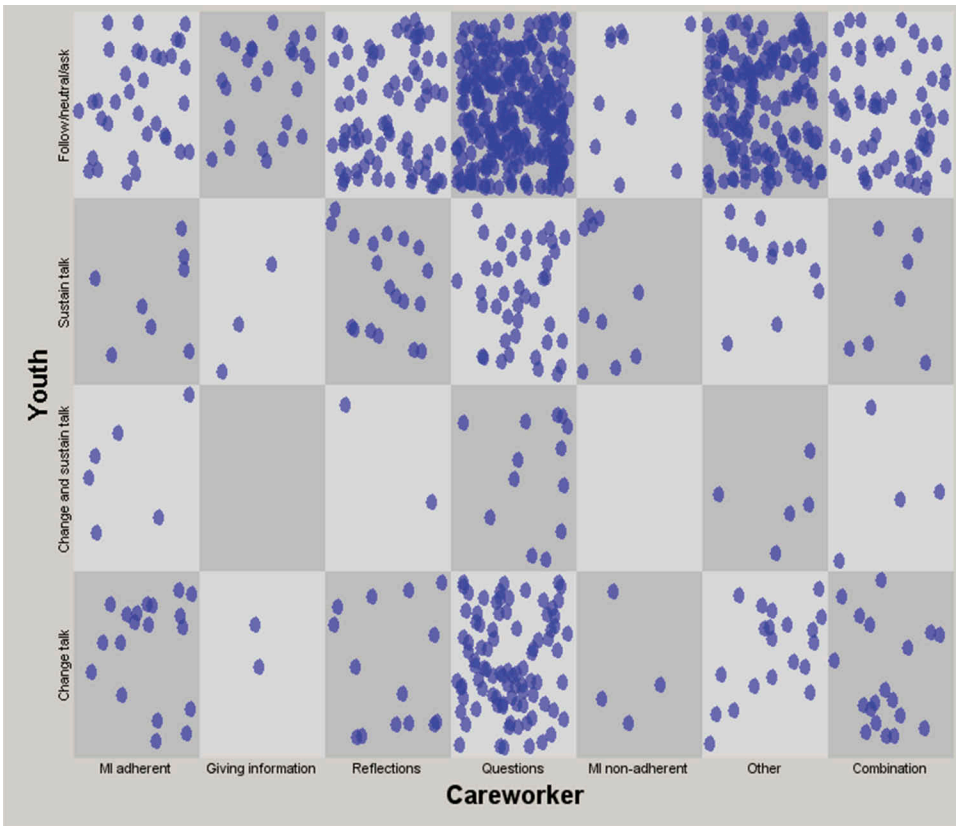 Follow/neutral/ask
Sustain talk
Change and sustain talk
Change talk
Youth
MI adherent
Giving information
Reflections
Questions
MI non-adherent
Other
Combination
Careworker